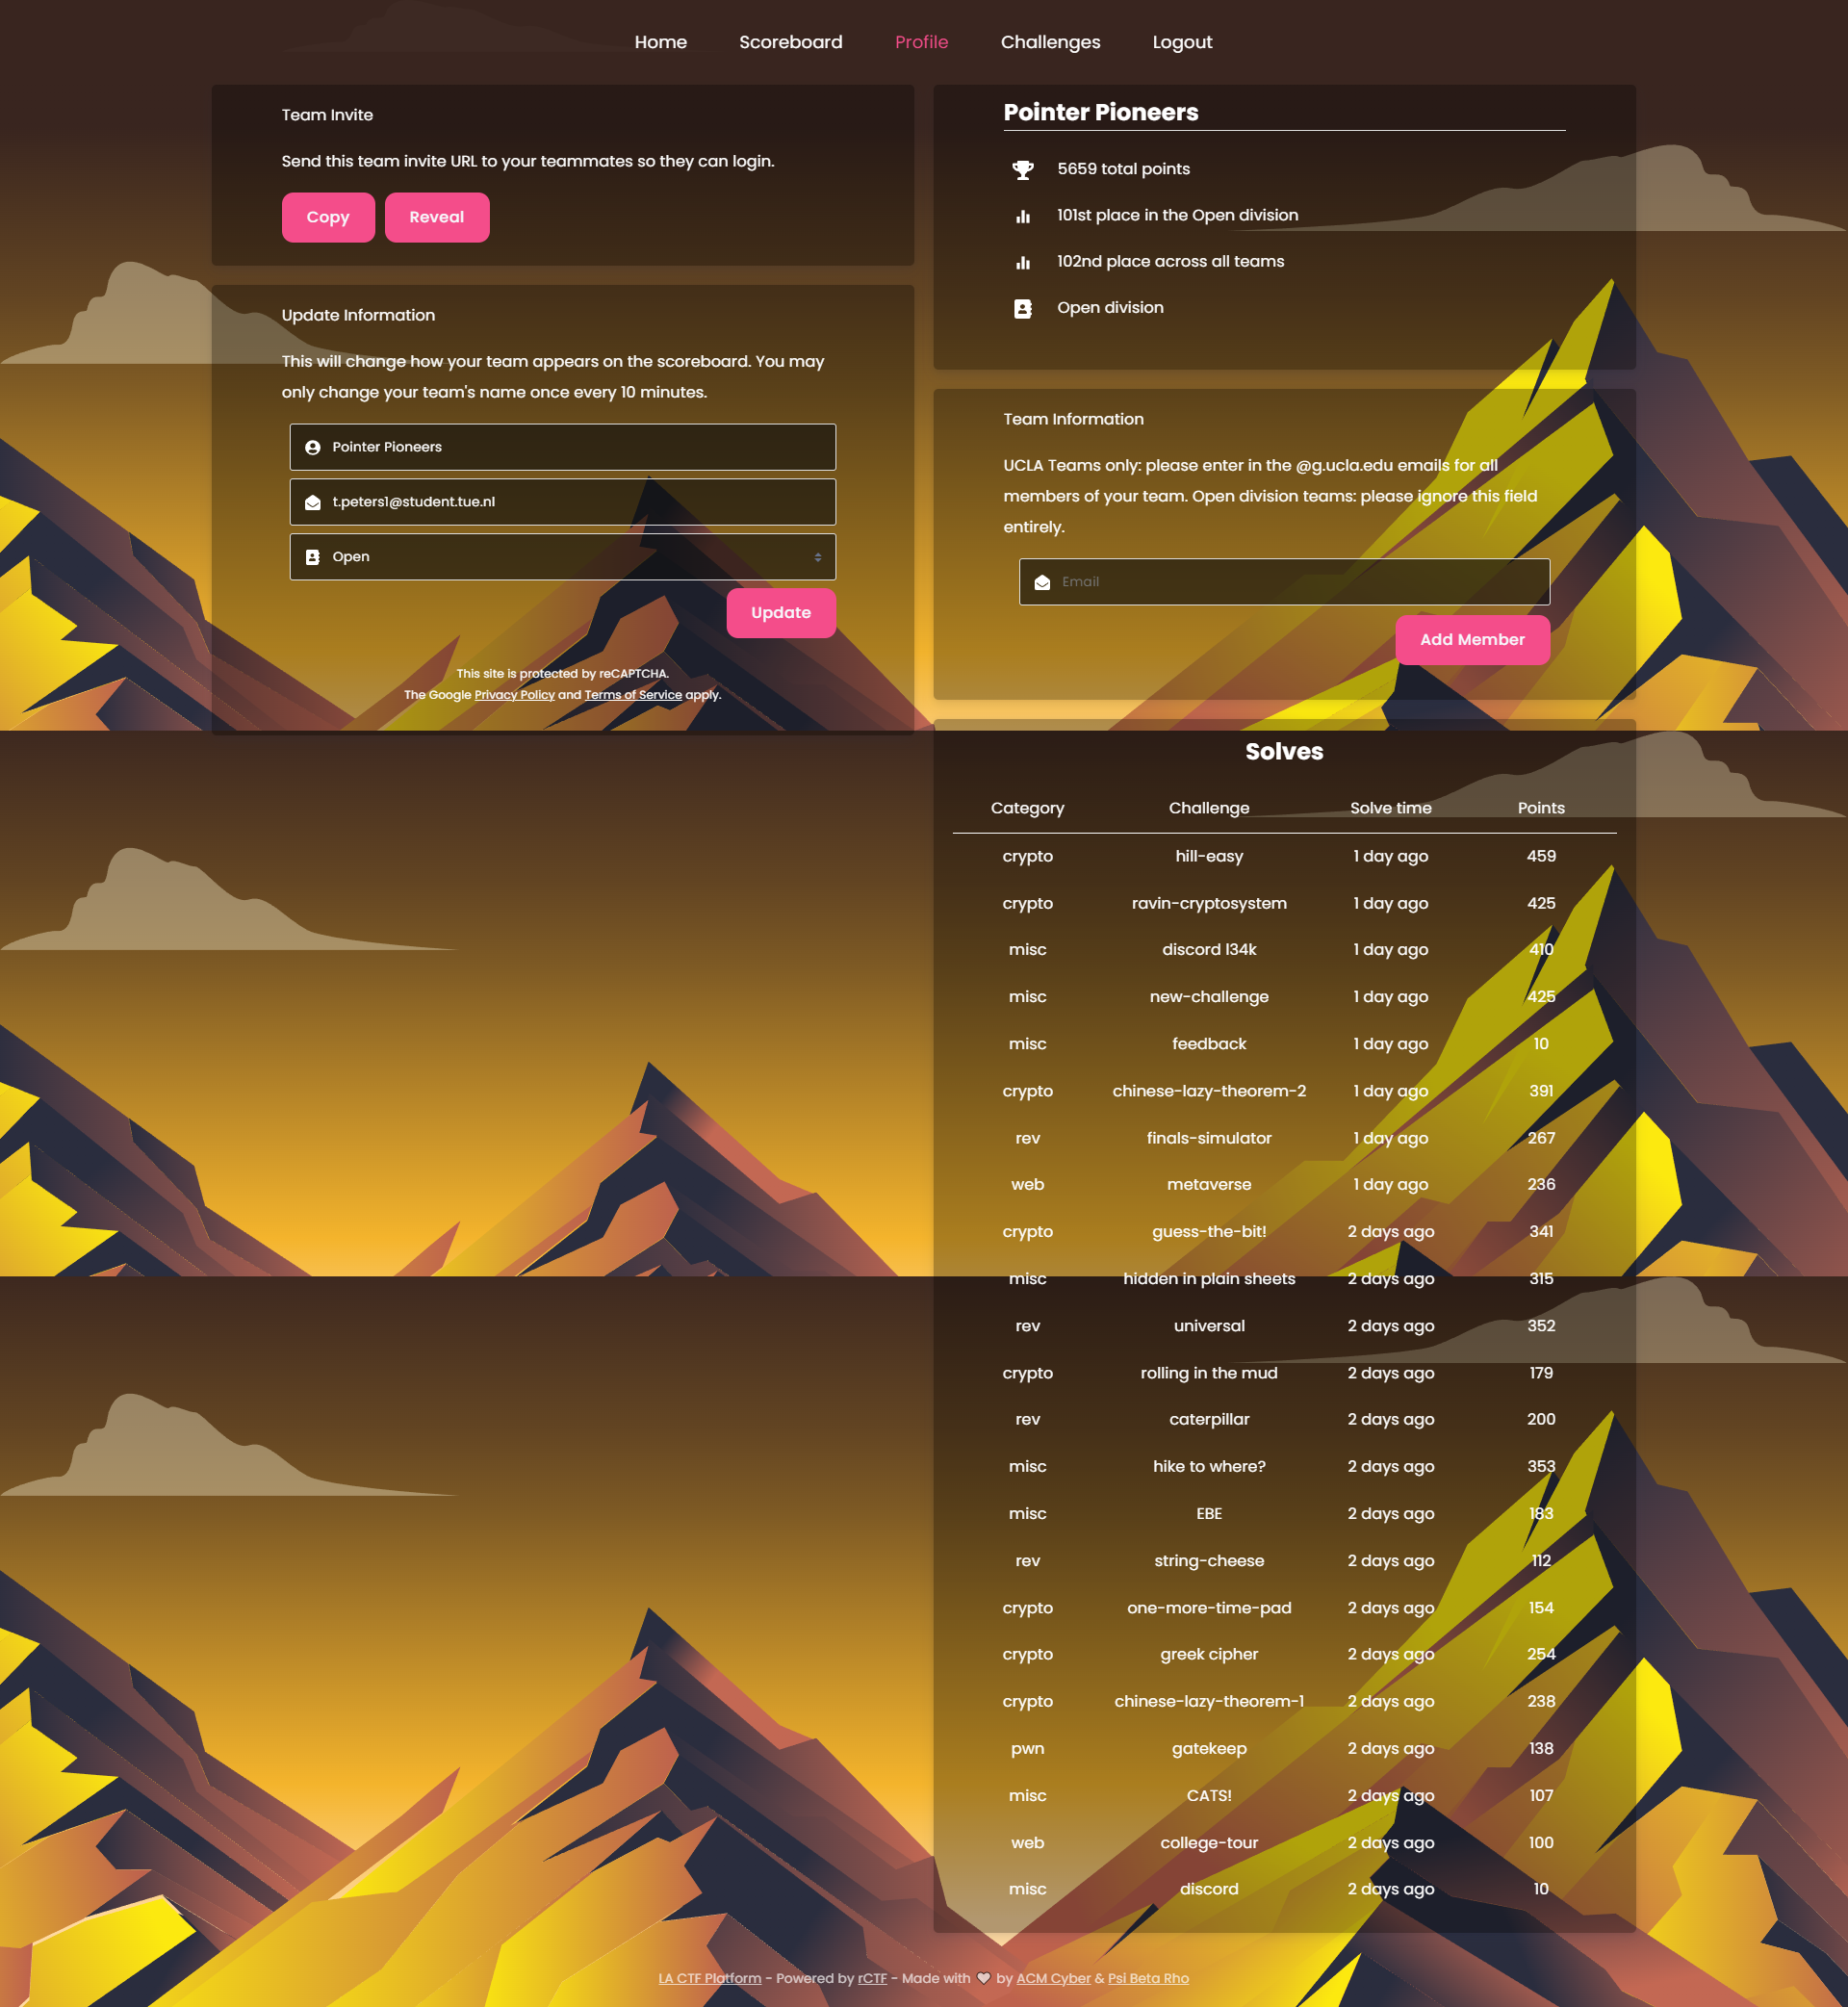 Home Scoreboard Profile Challenges Logout
Team Invite
Send this team invite URL to your teammates so they can login.
Copy Reveal
Update Information
This will change how your team appears on the scoreboard. You may
only change your team's name once every 10 minutes.
Pointer Pioneers
t.peters1@student.tue.nl
Open
Update
This site is protected by reCAPTCHA.
The Google Privacy Policy and Terms of Service apply.
Pointer Pioneers
5659 total points
101st place in the Open division
102nd place across all teams
Open division
Team Information
UCLA Teams only: please enter in the @g.ucla.edu emails for all
members of your team. Open division teams: please ignore this field
entirely.
Email
Add Member
Solves
Category Challenge Solve time Points
crypto hill-easy 1 day ago 459
crypto ravin-cryptosystem 1 day ago 425
misc discord l34k 1 day ago 410
misc new-challenge 1 day ago 425
misc feedback 1 day ago 10
crypto chinese-lazy-theorem-2 1 day ago 391
rev finals-simulator 1 day ago 267
web metaverse 1 day ago 236
crypto guess-the-bit! 2 days ago 341
misc hidden in plain sheets 2 days ago 315
rev universal 2 days ago 352
crypto rolling in the mud 2 days ago 179
rev caterpillar 2 days ago 200
misc hike to where? 2 days ago 353
misc EBE 2 days ago 183
rev string-cheese 2 days ago 112
crypto one-more-time-pad 2 days ago 154
crypto greek cipher 2 days ago 254
crypto chinese-lazy-theorem-1 2 days ago 238
pwn gatekeep 2 days ago 138
misc CATS! 2 days ago 107
web college-tour 2 days ago 100
misc discord 2 days ago 10
LA CTF Platform - Powered by rCTF - Made with ♥ by ACM Cyber & Psi Beta Rho